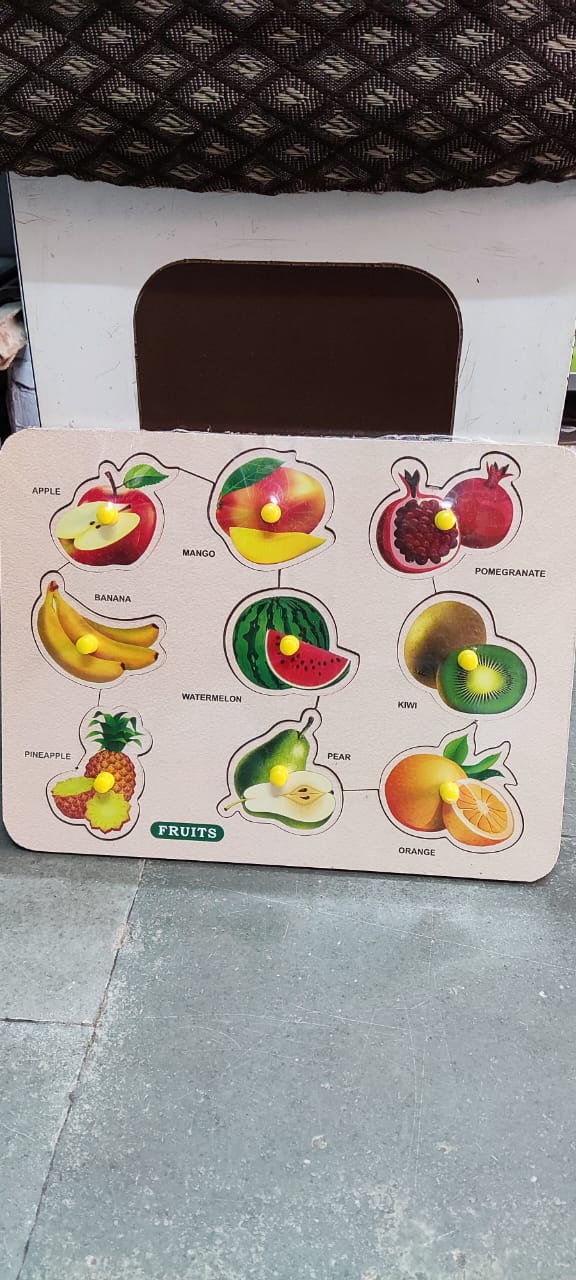 APPLE
MANGO
POMEGRANATE
BANANA
WATERMELON
KIWI
PINEAPPLE
PEAR
FRUITS
ORANGE